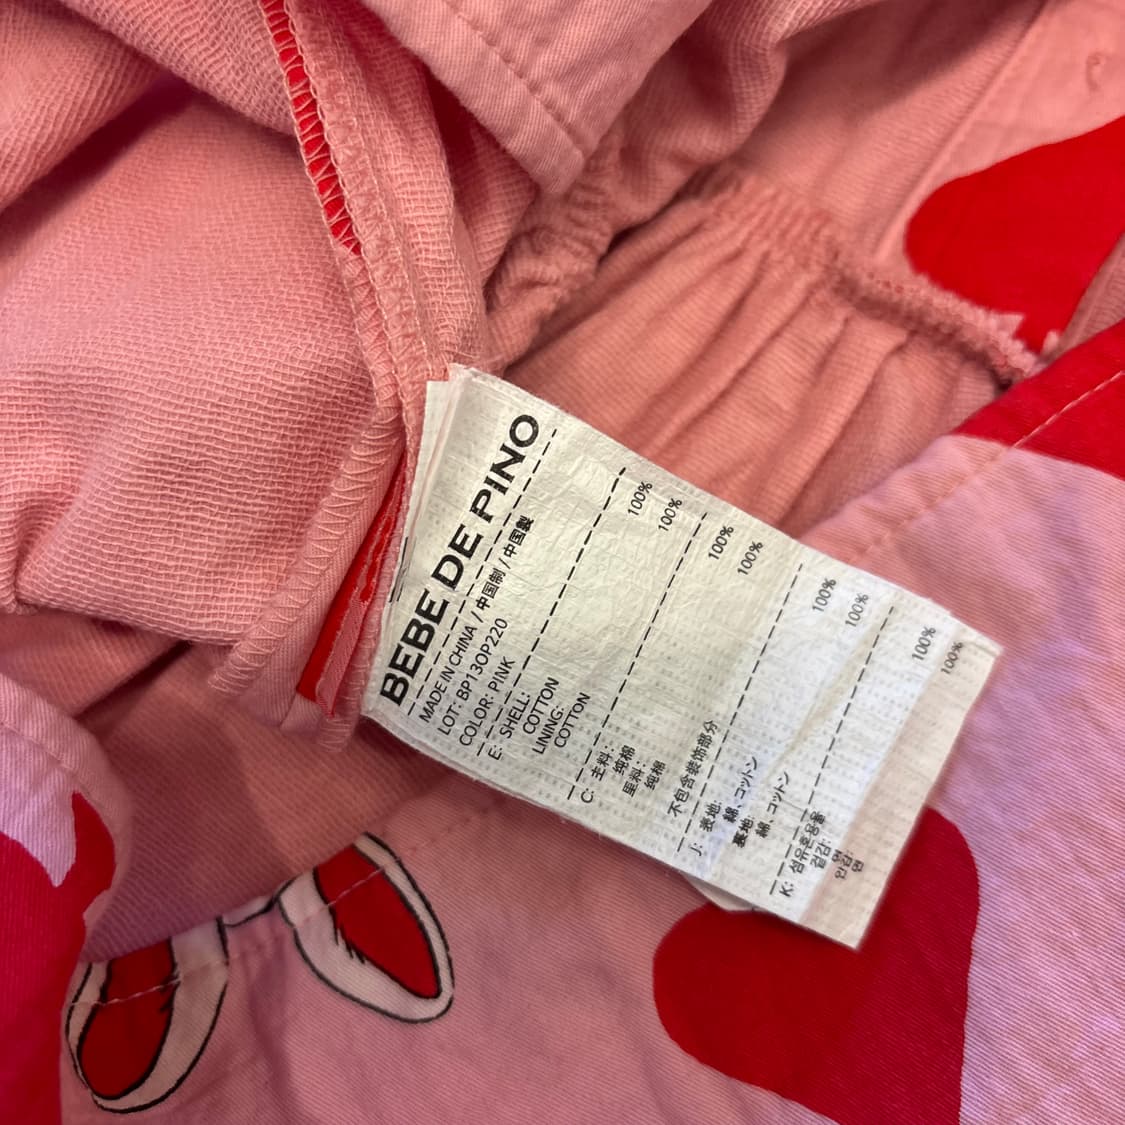 BEBE DE PINO
MADE IN CHINA / 中国制 / 中国製
LOT: BP13OP220
COLOR: PINK
E: SHELL:
COTTON 100%
LINING:
COTTON 100%
C: 主料:
纯棉 100%
里料:
纯棉 100%
不包含装饰部分
J: 表地:
綿、コットン 100%
裏地:
綿、コットン 100%
K: 섬유혼용율
겉감: 면 100%
안감: 면 100%